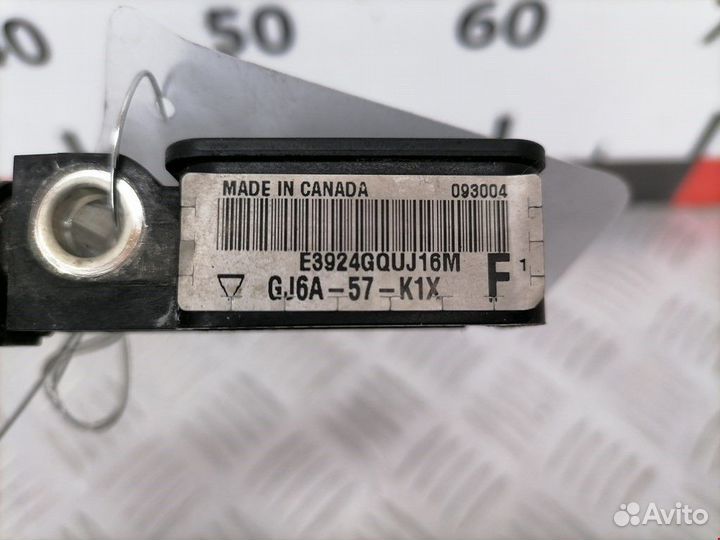 50
60
MADE IN CANADA 093004
E3924GQUJ16M
GJ6A-57-K1X F 1
Avito